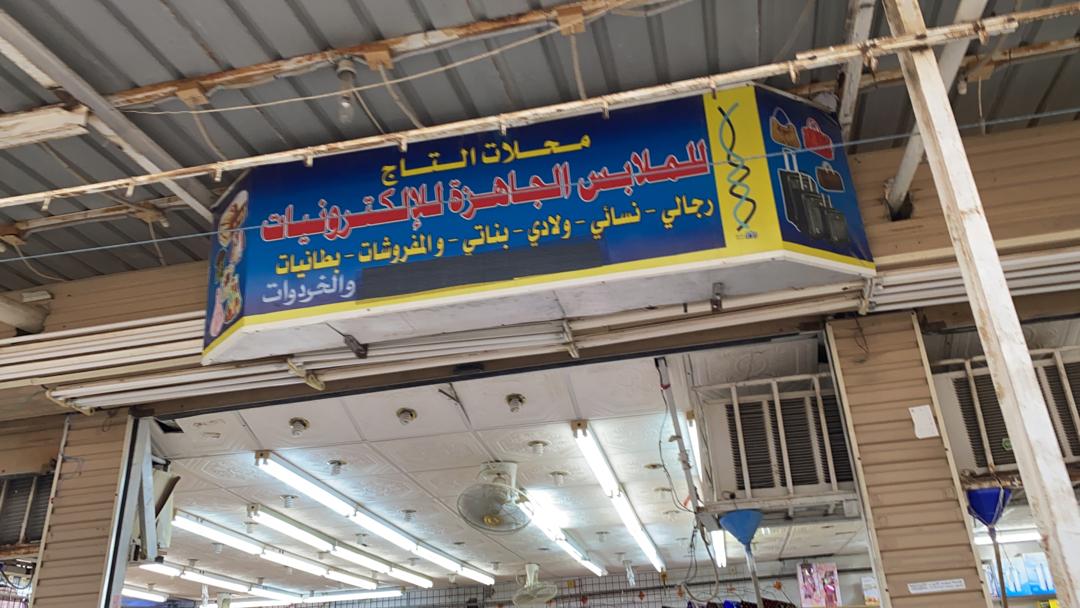 محلات التاج
للملابس الجاهزة للإلكترونيات
رجالي - نسائي - ولادي - بناتي - والمفروشات - بطانيات
والخردوات